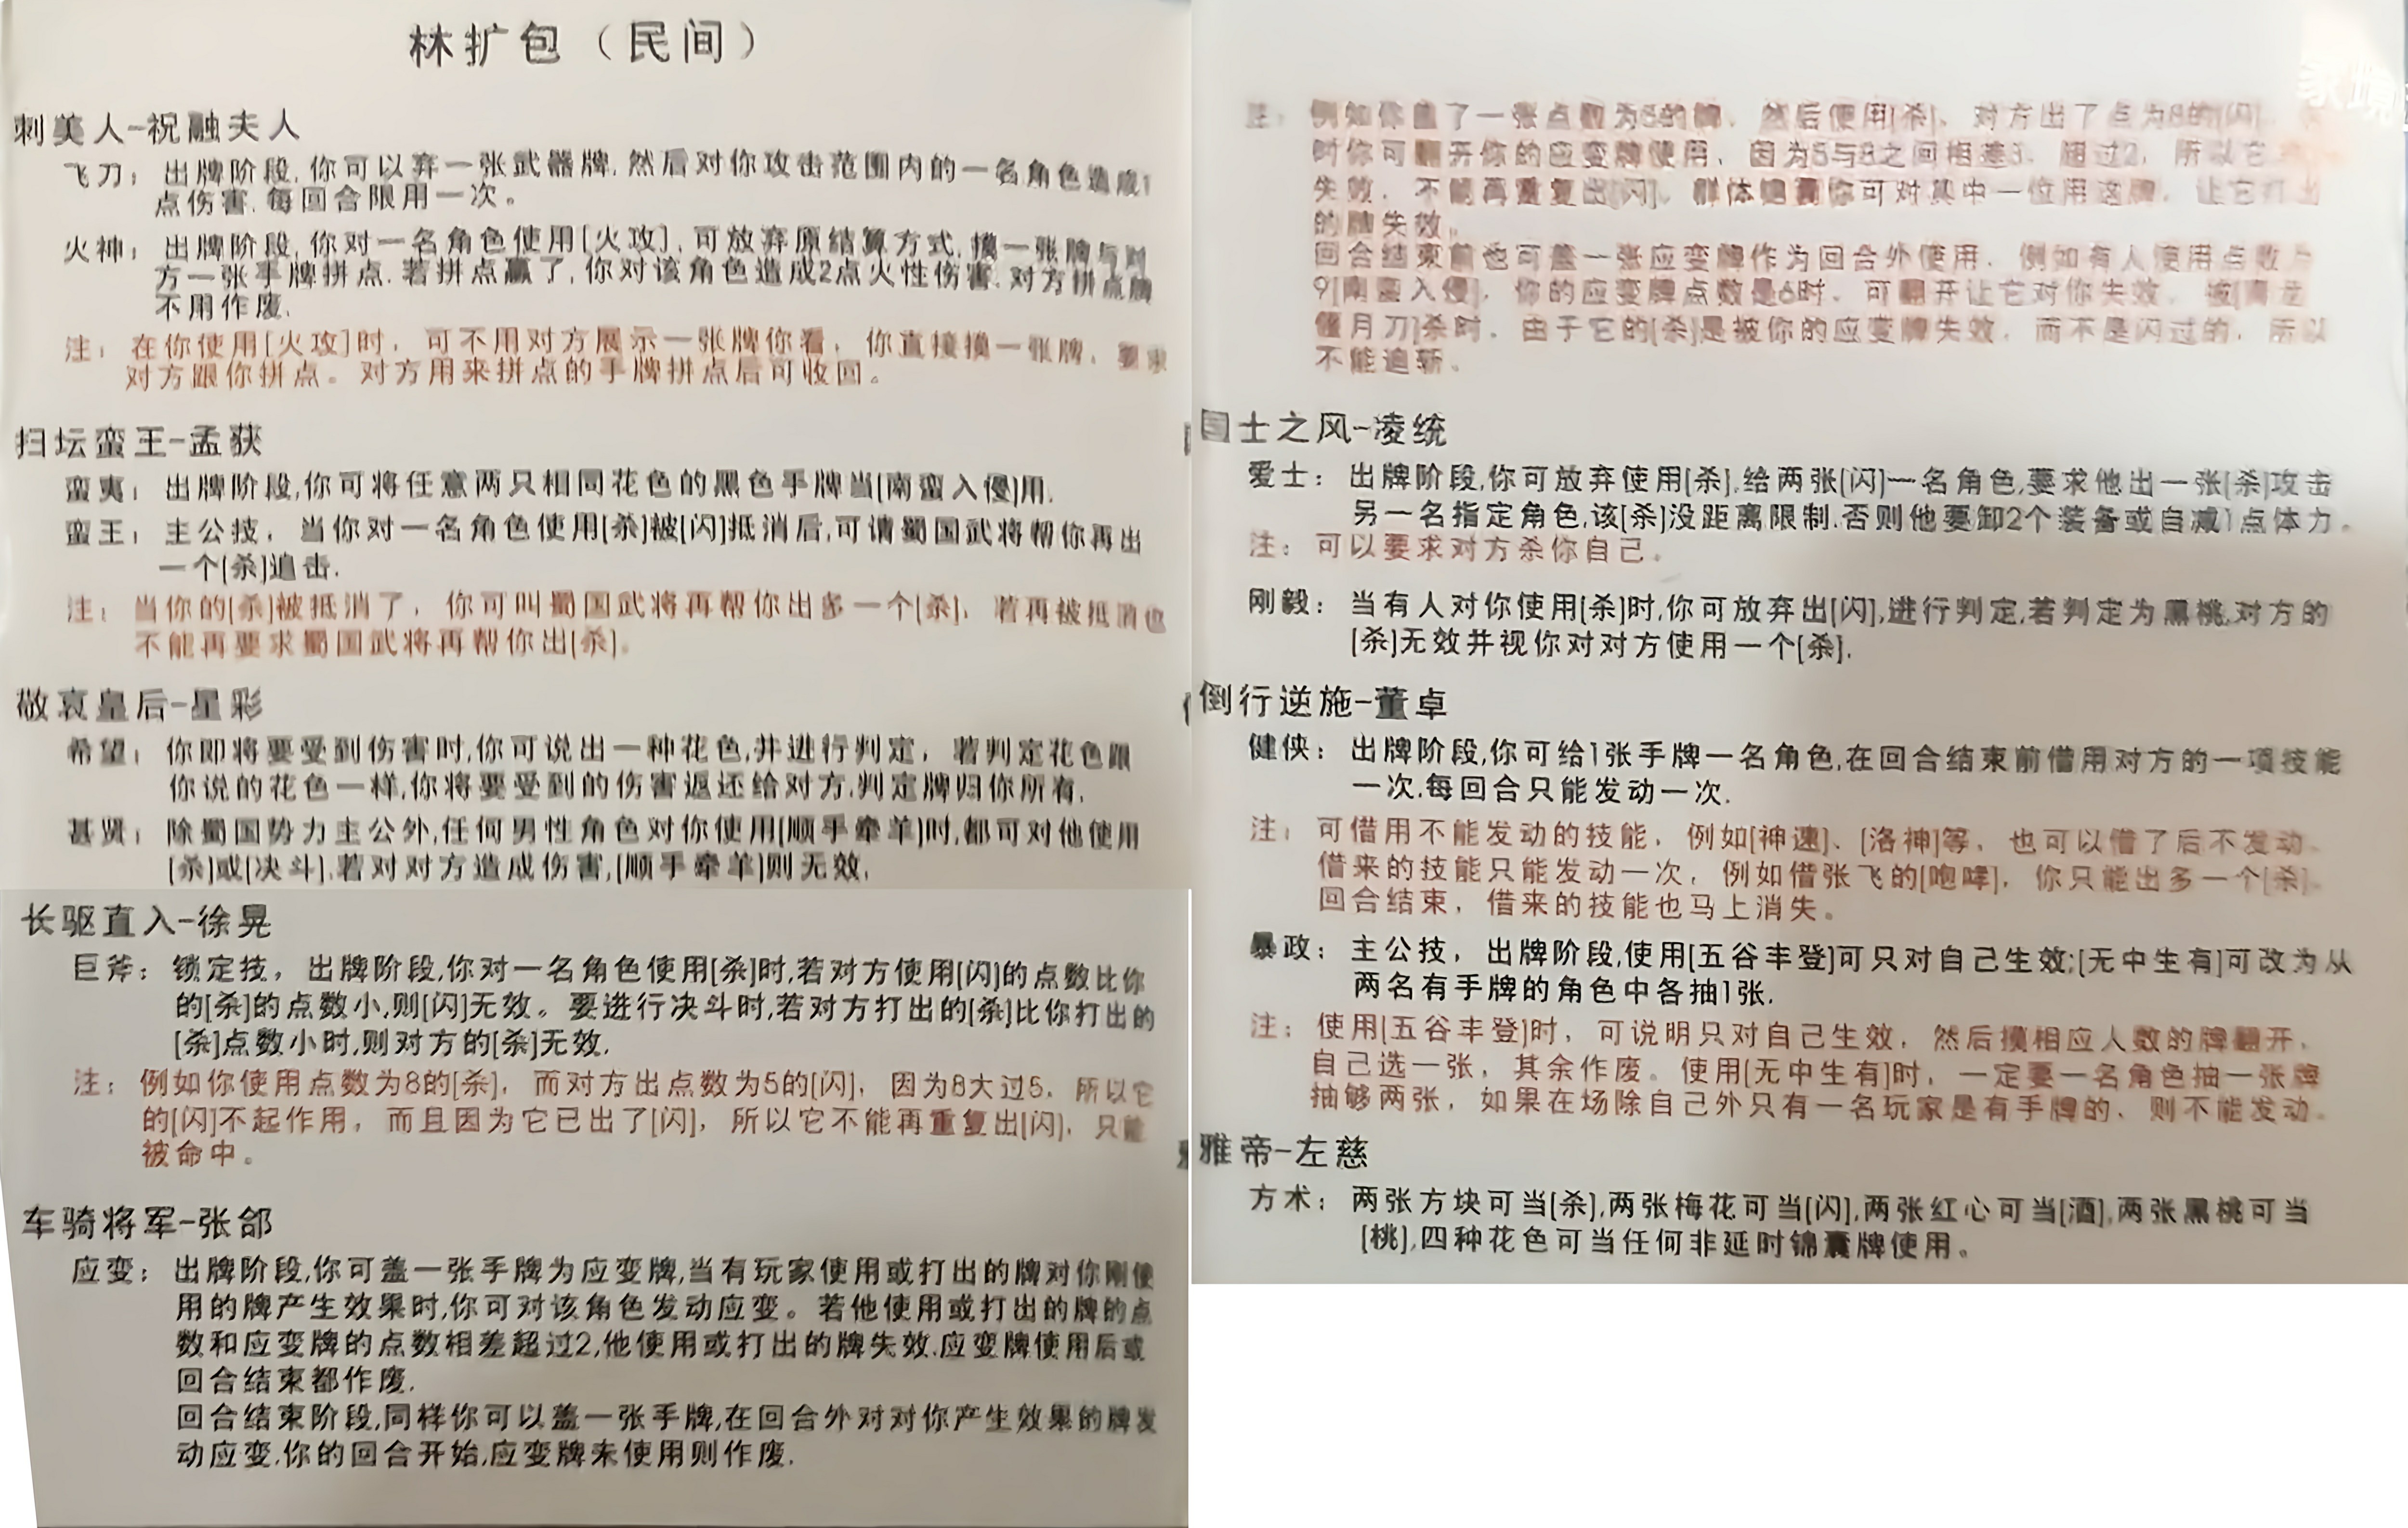 林扩包（民间）
刺美人-祝融夫人
飞刀：出牌阶段,你可以弃一张武器牌,然后对你攻击范围内的一名角色造成1
点伤害.每回合限用一次。
火神：出牌阶段,你对一名角色使用[火攻],可放弃原结算方式,摸一张牌与对
方一张手牌拼点.若拼点赢了,你对该角色造成2点火性伤害.对方拼点牌
不用作废.
注：在你使用[火攻]时，可不用对方展示一张牌你看，你直接摸一张牌，要求
对方跟你拼点。对方用来拼点的手牌拼点后可收回。
扫坛蛮王-孟获
蛮夷：出牌阶段,你可将任意两只相同花色的黑色手牌当[南蛮入侵]用.
蛮王：主公技，当你对一名角色使用[杀]被[闪]抵消后,可请蜀国武将帮你再出
一个[杀]追击.
注：当你的[杀]被抵消了，你可叫蜀国武将再帮你出多一个[杀]，若再被抵消也
不能再要求蜀国武将再帮你出[杀]。
敬哀皇后-星彩
希望：你即将要受到伤害时,你可说出一种花色,并进行判定，若判定花色跟
你说的花色一样,你将要受到的伤害返还给对方.判定牌归你所有.
甚贤：除蜀国势力主公外,任何男性角色对你使用[顺手牵羊]时,都可对他使用
[杀]或[决斗].若对对方造成伤害,[顺手牵羊]则无效.
长驱直入-徐晃
巨斧：锁定技，出牌阶段,你对一名角色使用[杀]时,若对方使用[闪]的点数比你
的[杀]的点数小,则[闪]无效。要进行决斗时,若对方打出的[杀]比你打出的
[杀]点数小时,则对方的[杀]无效.
注：例如你使用点数为8的[杀]，而对方出点数为5的[闪]，因为8大过5，所以它
的[闪]不起作用，而且因为它已出了[闪]，所以它不能再重复出[闪]，只能
被命中。
车骑将军-张郃
应变：出牌阶段,你可盖一张手牌为应变牌,当有玩家使用或打出的牌对你刚使
用的牌产生效果时,你可对该角色发动应变。若他使用或打出的牌的点
数和应变牌的点数相差超过2,他使用或打出的牌失效.应变牌使用后或
回合结束都作废.
回合结束阶段,同样你可以盖一张手牌,在回合外对对你产生效果的牌发
动应变.你的回合开始,应变牌未使用则作废.
注：例如你盖了一张点数为5的牌，然后使用[杀]，对方出了点为8的[闪]，
时你可翻开你的应变牌使用，因为5与8之间相差3，超过2，所以它
失效，不能再重复出[闪]。群体锦囊你可对其中一位用这牌，让它打出
的牌失效。
回合结束前也可盖一张应变牌作为回合外使用，例如有人使用点数为
9[南蛮入侵]，你的应变牌点数是6时，可翻开让它对你失效，被[青龙
偃月刀]杀时，由于它的[杀]是被你的应变牌失效，而不是闪过的，所以
不能追斩。
国士之风-凌统
爱士：出牌阶段,你可放弃使用[杀],给两张[闪]一名角色,要求他出一张[杀]攻击
另一名指定角色,该[杀]没距离限制.否则他要卸2个装备或自减1点体力。
注：可以要求对方杀你自己。
刚毅：当有人对你使用[杀]时,你可放弃出[闪],进行判定,若判定为黑桃,对方的
[杀]无效并视你对对方使用一个[杀].
倒行逆施-董卓
健侠：出牌阶段,你可给1张手牌一名角色,在回合结束前借用对方的一项技能
一次.每回合只能发动一次.
注：可借用不能发动的技能，例如[神速]、[洛神]等，也可以借了后不发动。
借来的技能只能发动一次，例如借张飞的[咆哮]，你只能出多一个[杀]。
回合结束，借来的技能也马上消失。
暴政：主公技，出牌阶段,使用[五谷丰登]可只对自己生效;[无中生有]可改为从
两名有手牌的角色中各抽1张.
注：使用[五谷丰登]时，可说明只对自己生效，然后摸相应人数的牌翻开，
自己选一张，其余作废。使用[无中生有]时，一定要一名角色抽一张牌
抽够两张，如果在场除自己外只有一名玩家是有手牌的，则不能发动。
雅帝-左慈
方术：两张方块可当[杀],两张梅花可当[闪],两张红心可当[酒],两张黑桃可当
[桃],四种花色可当任何非延时锦囊牌使用。